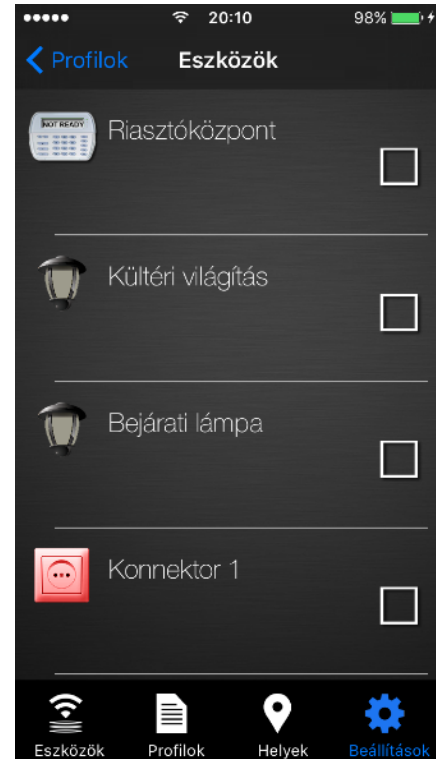 20:10
98%
Profilok
Eszközök
NOT READY
Riasztóközpont
Kültéri világítás
Bejárati lámpa
Konnektor 1
Eszközök
Profilok
Helyek
Beállítások